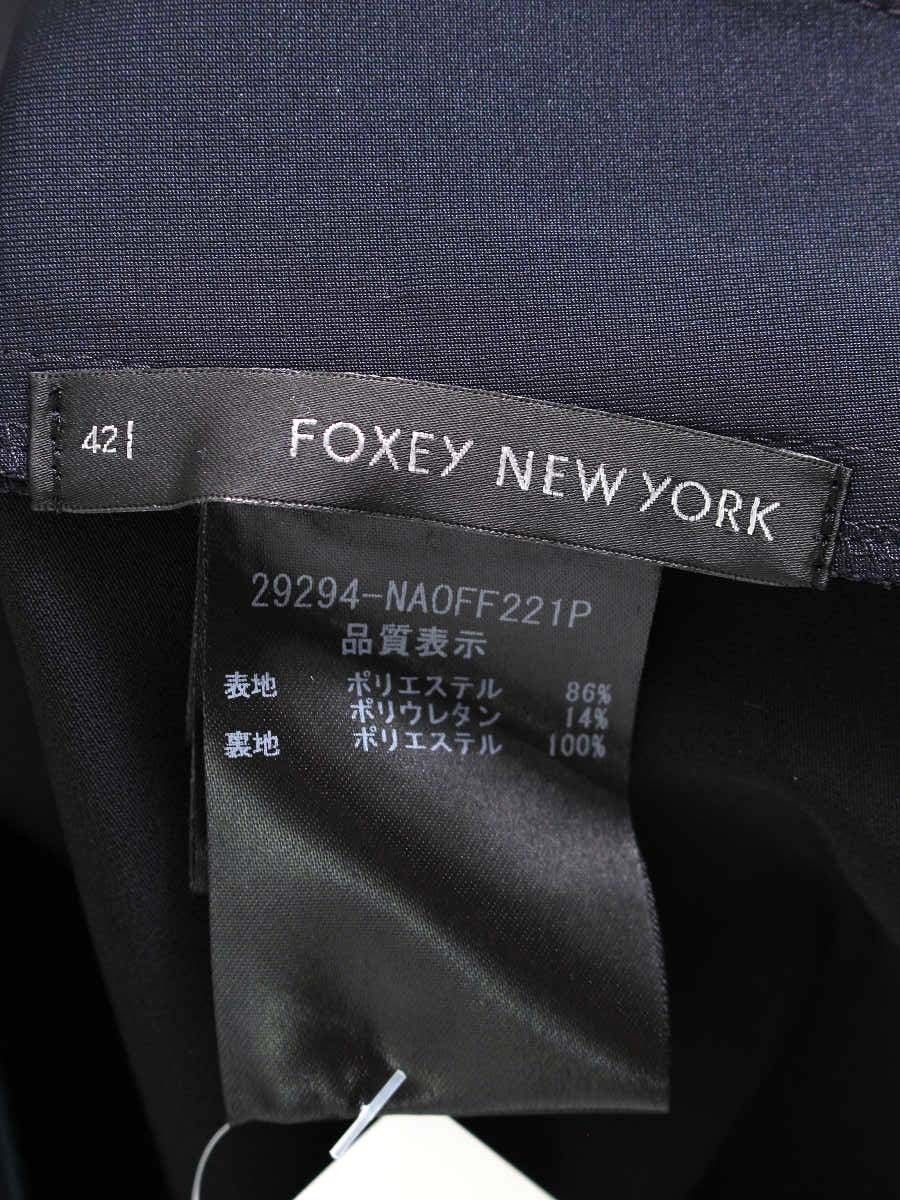 42
FOXEY NEW YORK
29294-NAOFF221P
品質表示
表地 ポリエステル 86%
ポリウレタン 14%
裏地 ポリエステル 100%